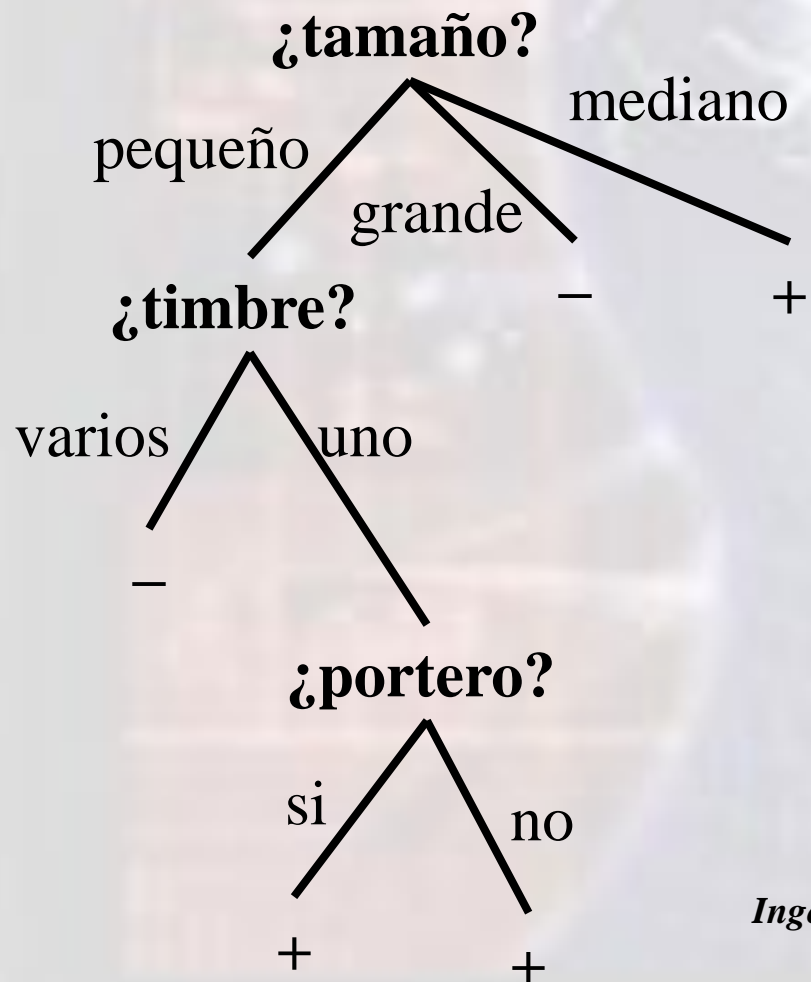 ¿tamaño?
mediano
pequeño
grande
¿timbre?
–
+
varios
uno
–
¿portero?
si
no
+
+